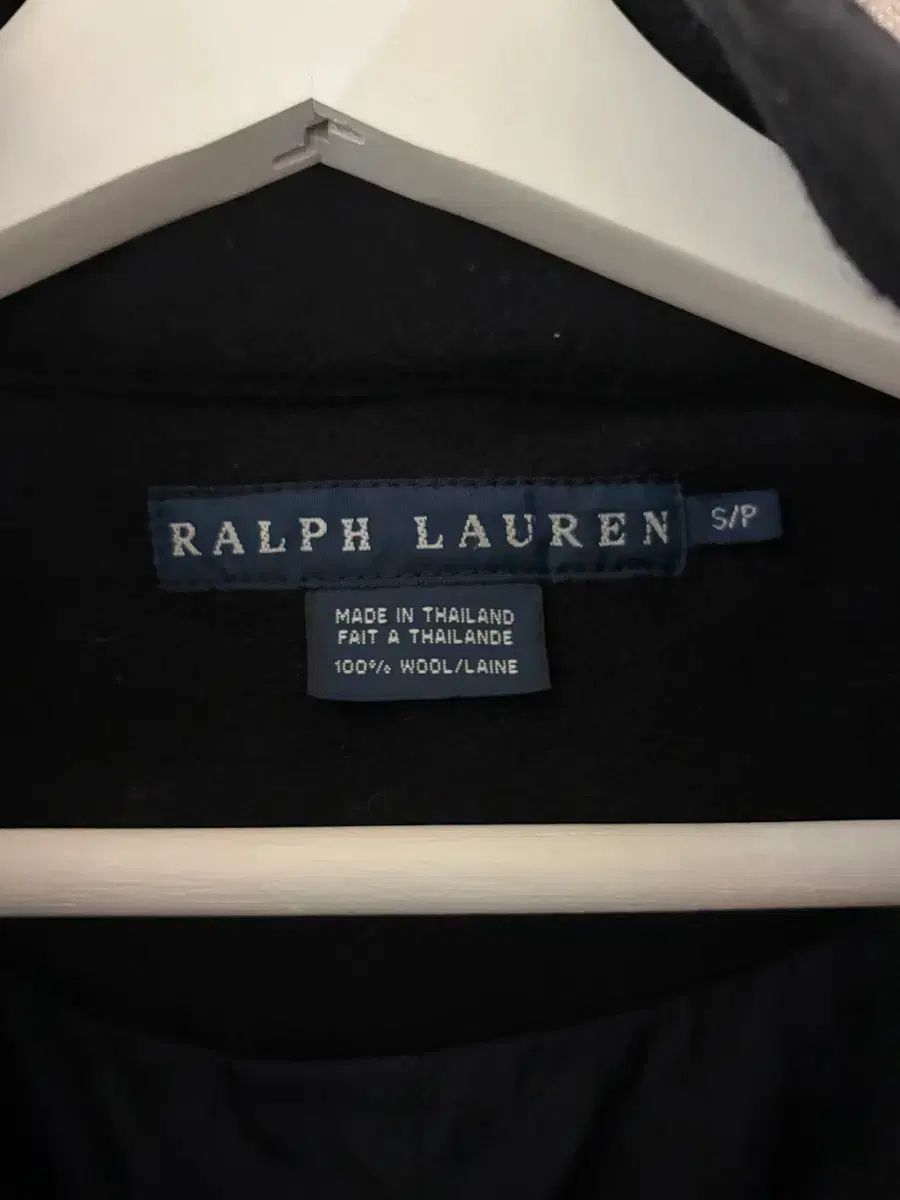 RALPH LAUREN
S/P
MADE IN THAILAND
FAIT A THAILANDE
100% WOOL/LAINE